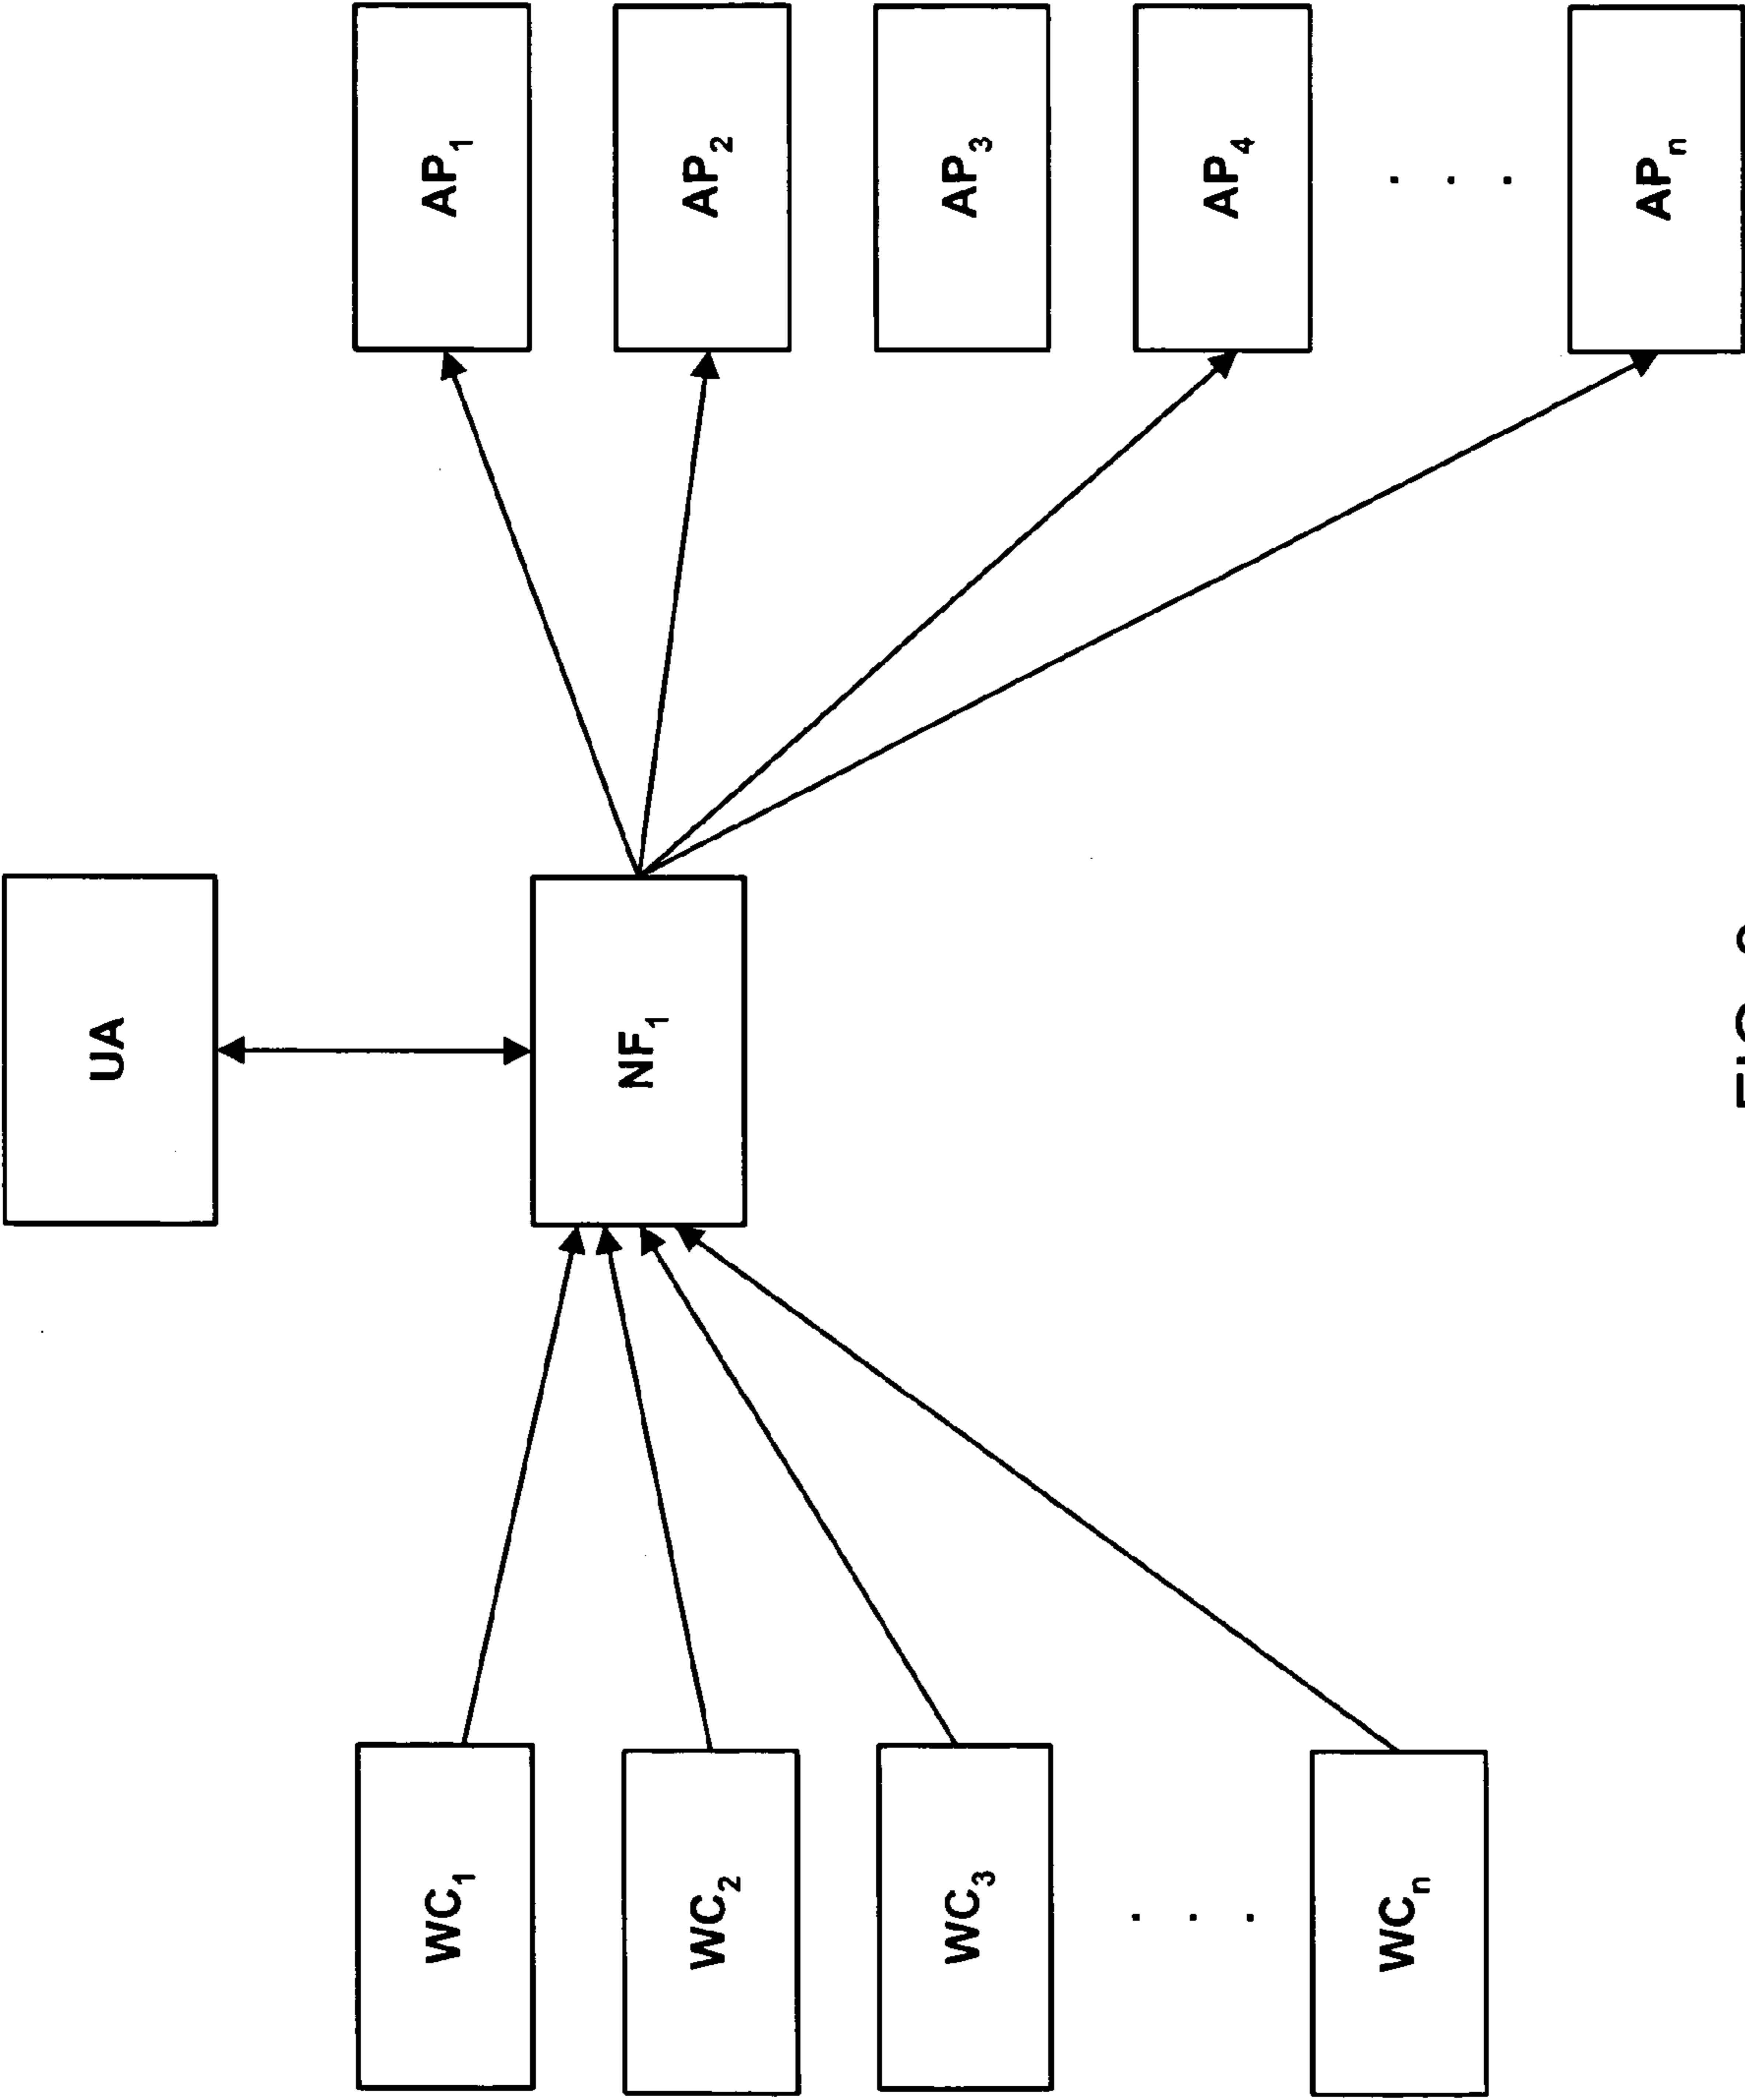 UA
WC₁
AP₁
NF₁
WC₂
AP₂
WC₃
AP₃
. . .
AP₄
WCₙ
. . .
APₙ